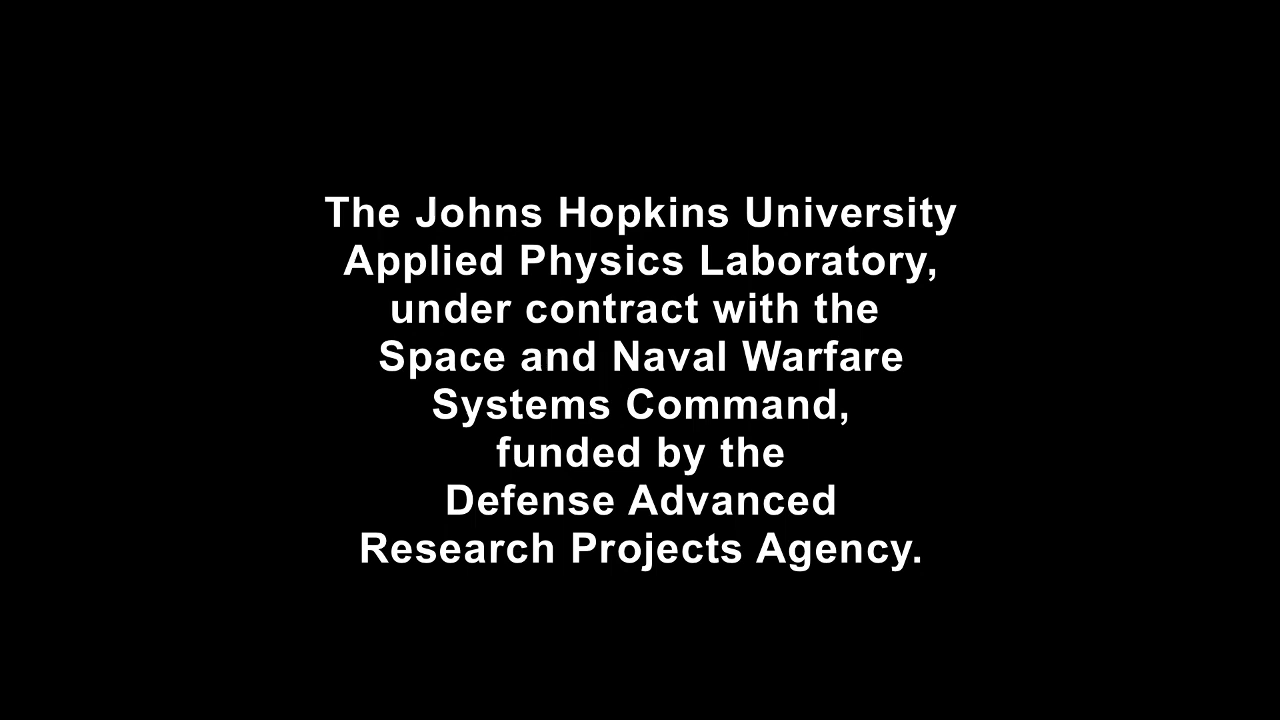 The Johns Hopkins University
Applied Physics Laboratory,
under contract with the
Space and Naval Warfare
Systems Command,
funded by the
Defense Advanced
Research Projects Agency.